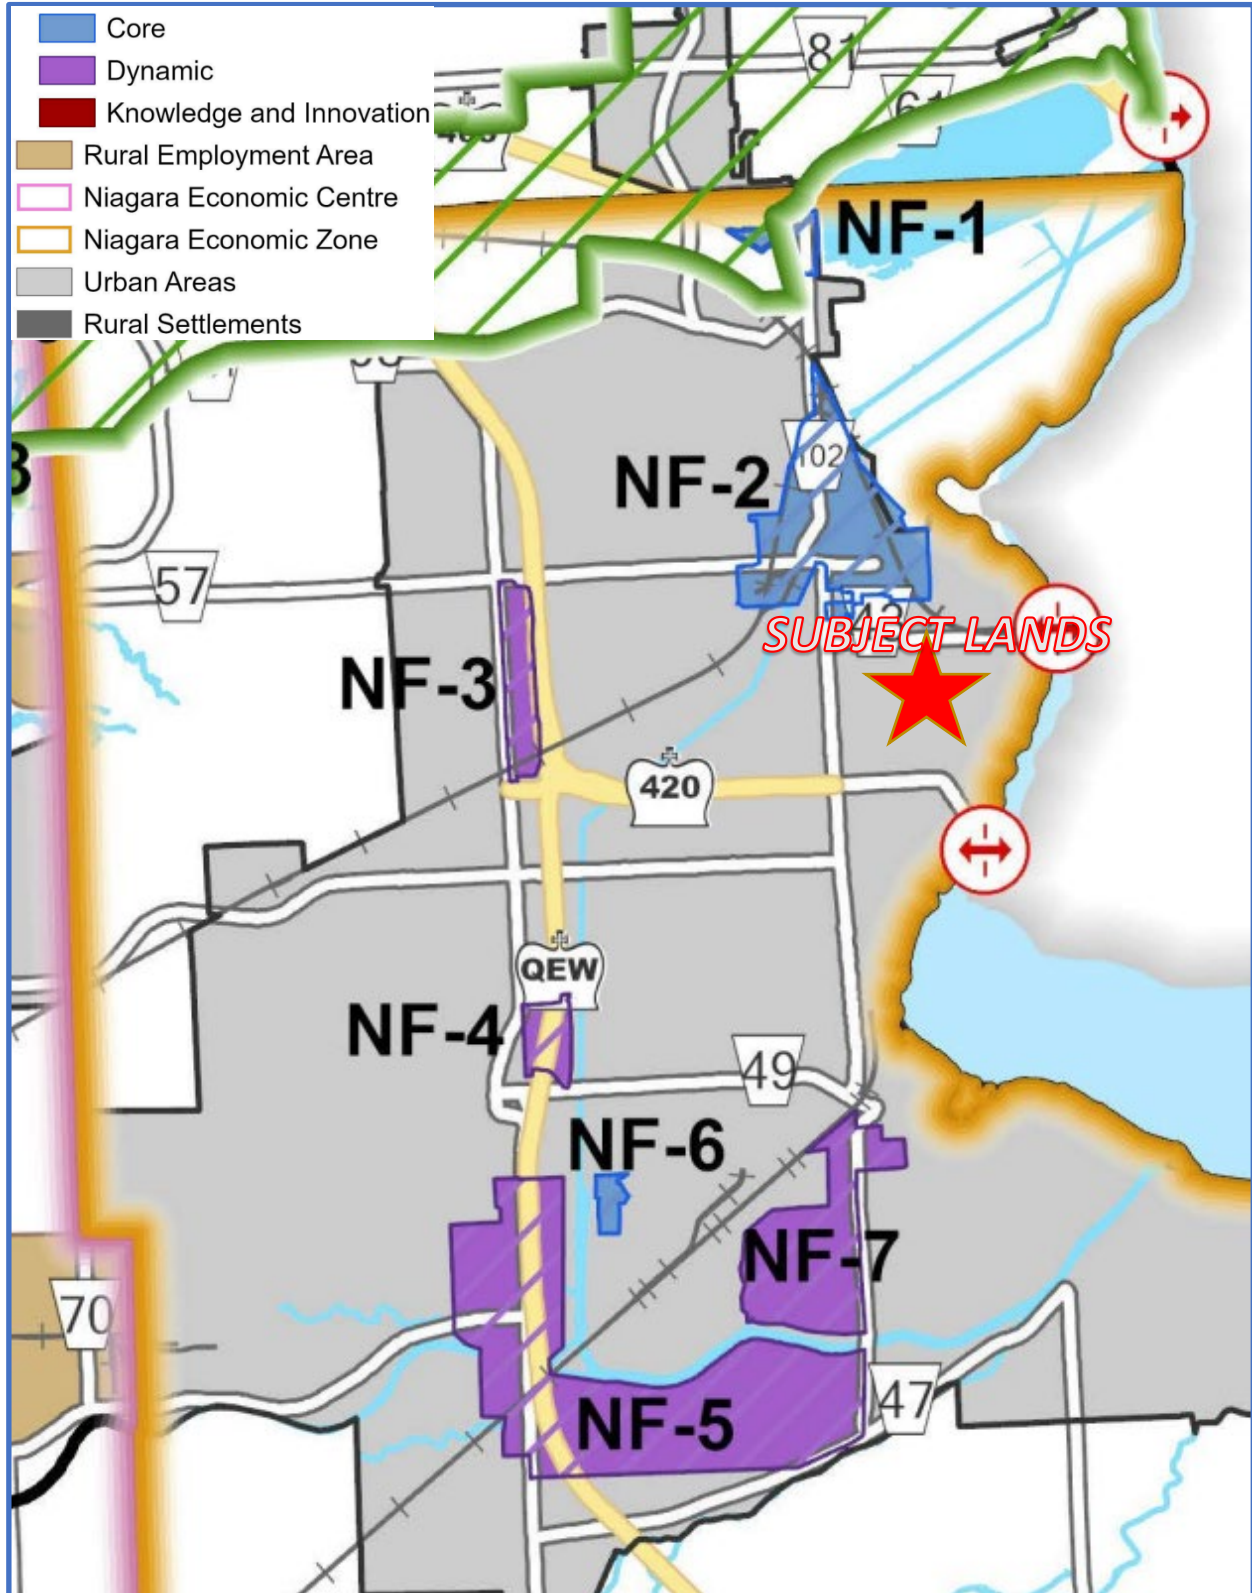 Core
Dynamic
Knowledge and Innovation
Rural Employment Area
Niagara Economic Centre
Niagara Economic Zone
Urban Areas
Rural Settlements
81
61
NF-1
NF-2
102
57
43
SUBJECT LANDS
NF-3
420
QEW
NF-4
49
NF-6
NF-7
70
47
NF-5